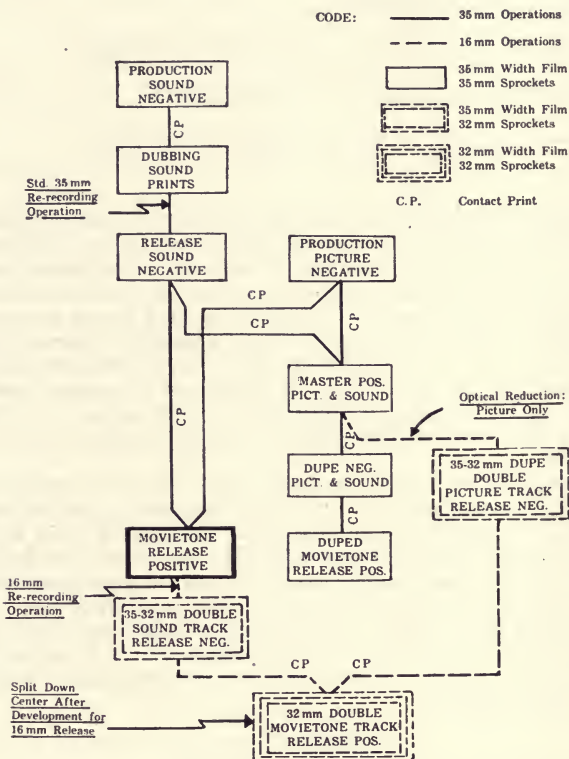 CODE:
35 mm Operations
16 mm Operations
35 mm Width Film
35 mm Sprockets
35 mm Width Film
32 mm Sprockets
32 mm Width Film
32 mm Sprockets
C. P. Contact Print
PRODUCTION
SOUND
NEGATIVE
CP
DUBBING
SOUND
PRINTS
Std. 35 mm
Re-recording
Operation
RELEASE
SOUND
NEGATIVE
PRODUCTION
PICTURE
NEGATIVE
CP
CP
CP
MASTER POS.
PICT. & SOUND
Optical Reduction:
Picture Only
CP
CP
DUPE NEG.
PICT. & SOUND
35-32 mm DUPE
DOUBLE
PICTURE TRACK
RELEASE NEG.
CP
MOVIETONE
RELEASE
POSITIVE
DUPED
MOVIETONE
RELEASE POS.
16 mm
Re-recording
Operation
35-32 mm DOUBLE
SOUND TRACK
RELEASE NEG.
CP CP
Split Down
Center After
Development for
16 mm Release
32 mm DOUBLE
MOVIETONE TRACK
RELEASE POS.